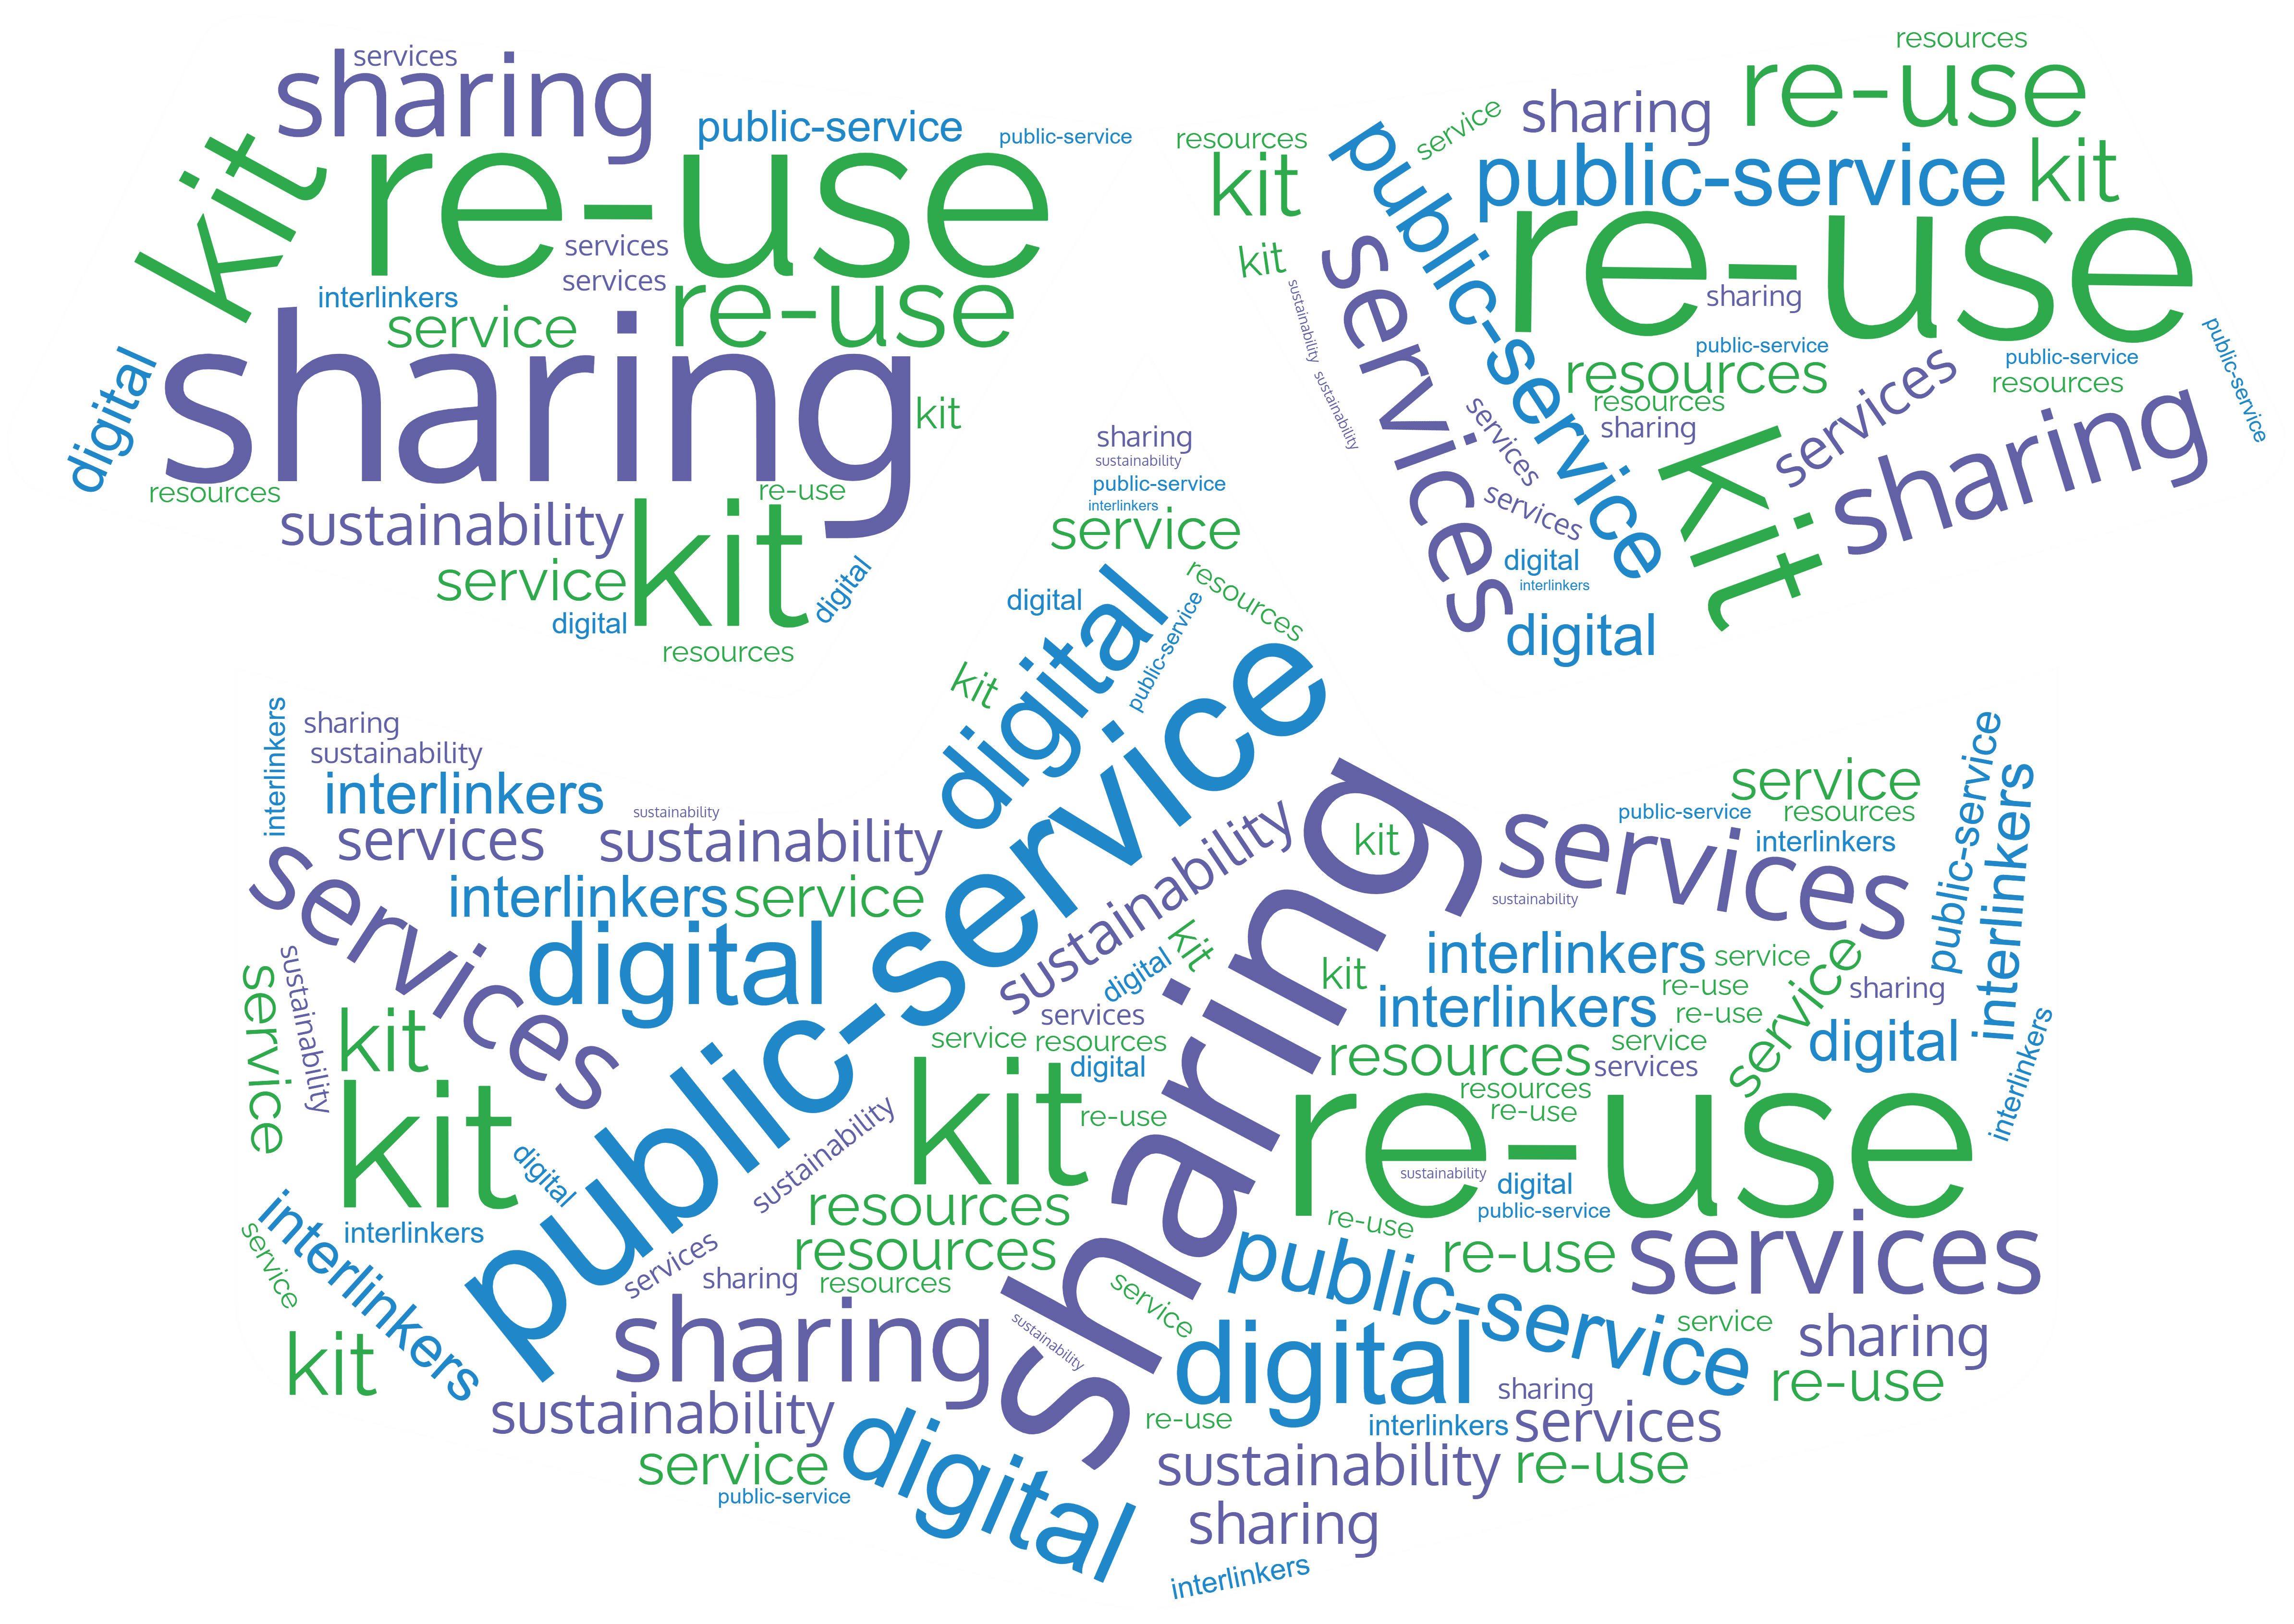 services
sharing
kit
re-use
public-service
public-service
services
services
interlinkers
service
re-use
digital
sharing
kit
resources
re-use
sustainability
kit
service
digital
digital
resources
resources
re-use
sharing
service
public-service
resources
kit
public-service
kit
re-use
kit
sustainability
services
sharing
public-service
public-service
public-service
resources
resources
resources
services
sustainability
sharing
services
kit
sharing
services
digital
interlinkers
digital
sharing
sustainability
public-service
interlinkers
service
resources
digital
digital
public-service
kit
public-service
interlinkers
sharing
sustainability
interlinkers
sustainability
services
sustainability
services
interlinkers
service
digital
sustainability
sharing
kit
kit
digital
kit
services
service
resources
digital
service
sustainability
kit
kit
kit
re-use
digital
sustainability
resources
resources
interlinkers
interlinkers
service
services
sharing
resources
kit
sharing
sustainability
sustainability
service
public-service
digital
service
public-service
resources
interlinkers
services
sustainability
public-service
interlinkers
interlinkers
service
re-use
sharing
interlinkers
re-use
service
digital
interlinkers
service
resources
services
resources
re-use
re-use
sustainability
digital
public-service
re-use
public-service
re-use
services
service
service
sharing
digital
re-use
sharing
re-use
interlinkers
services
sustainability
re-use
sharing
interlinkers